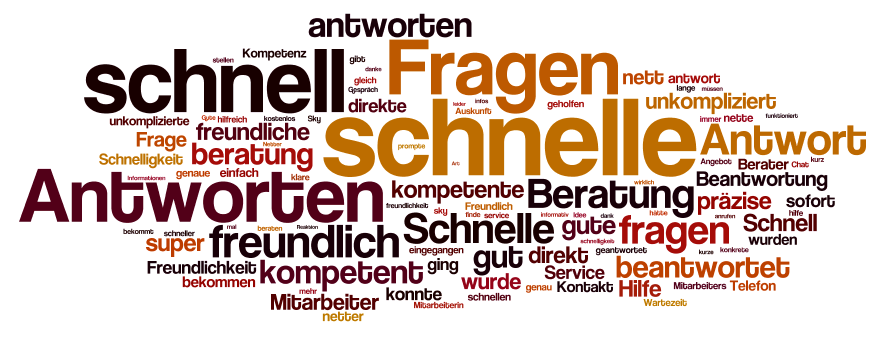 antworten
stellen Kompetenz gibt
schnell Fragen
danke
gleich nett antwort
Gespräch lange müssen
direkte geholfen unkompliziert
leider infos
Auskunft
unkomplizierte Gute hilfreich kostenlos Sky immer nette funktioniert
freundliche
Frage schnelle Antwort
Netter prompte
Schnelligkeit beratung Art Angebot Berater Chat kurz
genaue einfach klare
Informationen wirklich Beantwortung
Antworten kompetente Beratung präzise sofort
freundlichkeit sky Freundlich
finde service informativ Idee dank hätte anrufen hilfe
bekommt schneller mal beraten Reaktion Schnelle gute fragen Schnell
super freundlich schnelligkeit wurden
eingegangen gut direkt geantwortet kurze konkrete
Freundlichkeit kompetent ging Service beantwortet
bekommen wurde genau Kontakt Hilfe Mitarbeiters Telefon
mehr konnte schnellen
Mitarbeiter Mitarbeiterin Wartezeit
netter